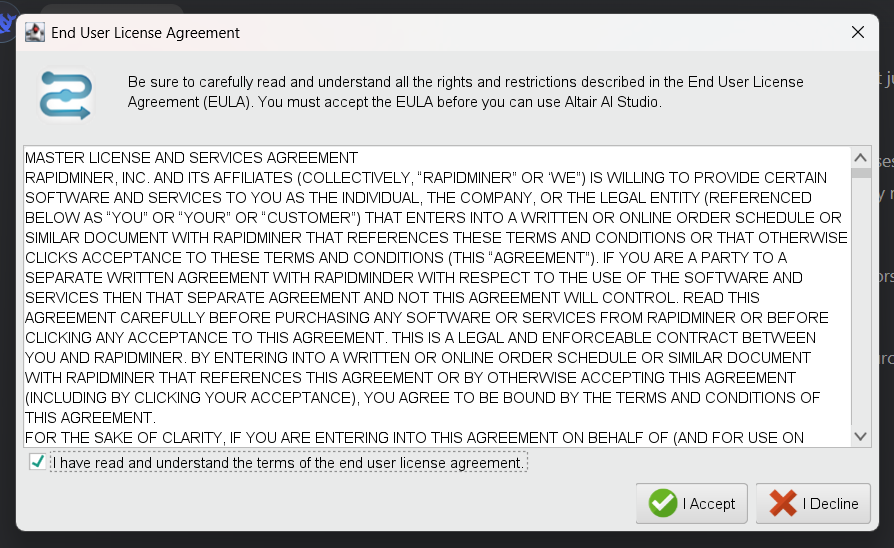 End User License Agreement
Be sure to carefully read and understand all the rights and restrictions described in the End User License
Agreement (EULA). You must accept the EULA before you can use Altair AI Studio.
MASTER LICENSE AND SERVICES AGREEMENT
RAPIDMINER, INC. AND ITS AFFILIATES (COLLECTIVELY, “RAPIDMINER” OR ‘WE”) IS WILLING TO PROVIDE CERTAIN
SOFTWARE AND SERVICES TO YOU AS THE INDIVIDUAL, THE COMPANY, OR THE LEGAL ENTITY (REFERENCED
BELOW AS “YOU” OR “YOUR” OR “CUSTOMER”) THAT ENTERS INTO A WRITTEN OR ONLINE ORDER SCHEDULE OR
SIMILAR DOCUMENT WITH RAPIDMINER THAT REFERENCES THESE TERMS AND CONDITIONS OR THAT OTHERWISE
CLICKS ACCEPTANCE TO THESE TERMS AND CONDITIONS (THIS “AGREEMENT”). IF YOU ARE A PARTY TO A
SEPARATE WRITTEN AGREEMENT WITH RAPIDMINDER WITH RESPECT TO THE USE OF THE SOFTWARE AND
SERVICES THEN THAT SEPARATE AGREEMENT AND NOT THIS AGREEMENT WILL CONTROL. READ THIS
AGREEMENT CAREFULLY BEFORE PURCHASING ANY SOFTWARE OR SERVICES FROM RAPIDMINER OR BEFORE
CLICKING ANY ACCEPTANCE TO THIS AGREEMENT. THIS IS A LEGAL AND ENFORCEABLE CONTRACT BETWEEN
YOU AND RAPIDMINER. BY ENTERING INTO A WRITTEN OR ONLINE ORDER SCHEDULE OR SIMILAR DOCUMENT
WITH RAPIDMINER THAT REFERENCES THIS AGREEMENT OR BY OTHERWISE ACCEPTING THIS AGREEMENT
(INCLUDING BY CLICKING YOUR ACCEPTANCE), YOU AGREE TO BE BOUND BY THE TERMS AND CONDITIONS OF
THIS AGREEMENT.
FOR THE SAKE OF CLARITY, IF YOU ARE ENTERING INTO THIS AGREEMENT ON BEHALF OF (AND FOR USE ON
I have read and understand the terms of the end user license agreement.
I Accept
I Decline